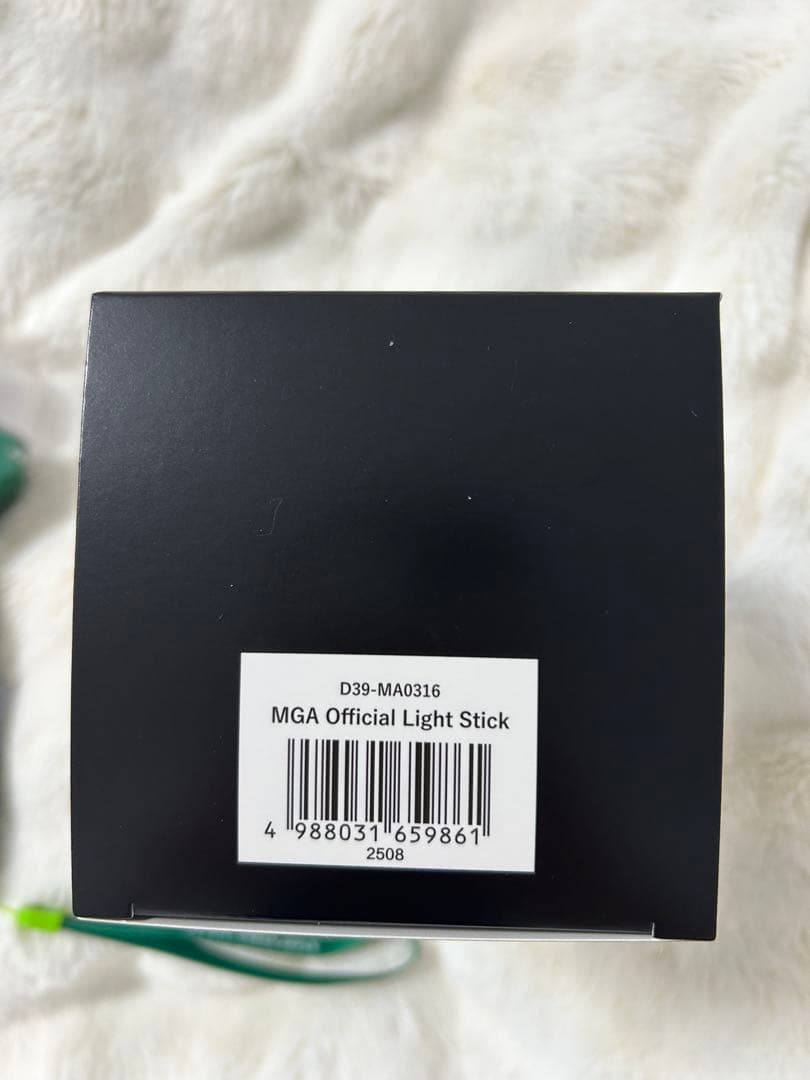 D39-MA0316
MGA Official Light Stick
4 988031 659861
2508